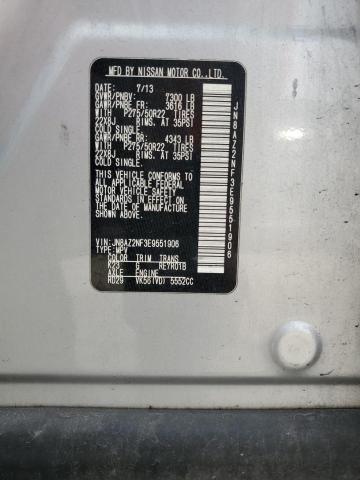 MFD BY NISSAN MOTOR CO.,LTD.
DATE: 7/13
GVWR/PNBV: 7300 LB
GAWR/PNBE FR: 3616 LB
WITH P275/50R22 TIRES
22X8J RIMS, AT 35PSI
COLD SINGLE.
GAWR/PNBE RR: 4343 LB
WITH P275/50R22 TIRES
22X8J RIMS, AT 35PSI
COLD SINGLE.
THIS VEHICLE CONFORMS TO
ALL APPLICABLE FEDERAL
MOTOR VEHICLE SAFETY
STANDARDS IN EFFECT ON
THE DATE OF MANUFACTURE
SHOWN ABOVE.
VIN: JN8AZ2NF3E9551906
TYPE: MPV
COLOR TRIM TRANS
K23 G RE7R01B
AXLE ENGINE
RD29 VK56(VD) 5552CC
JN8AZ2NF3E9551906